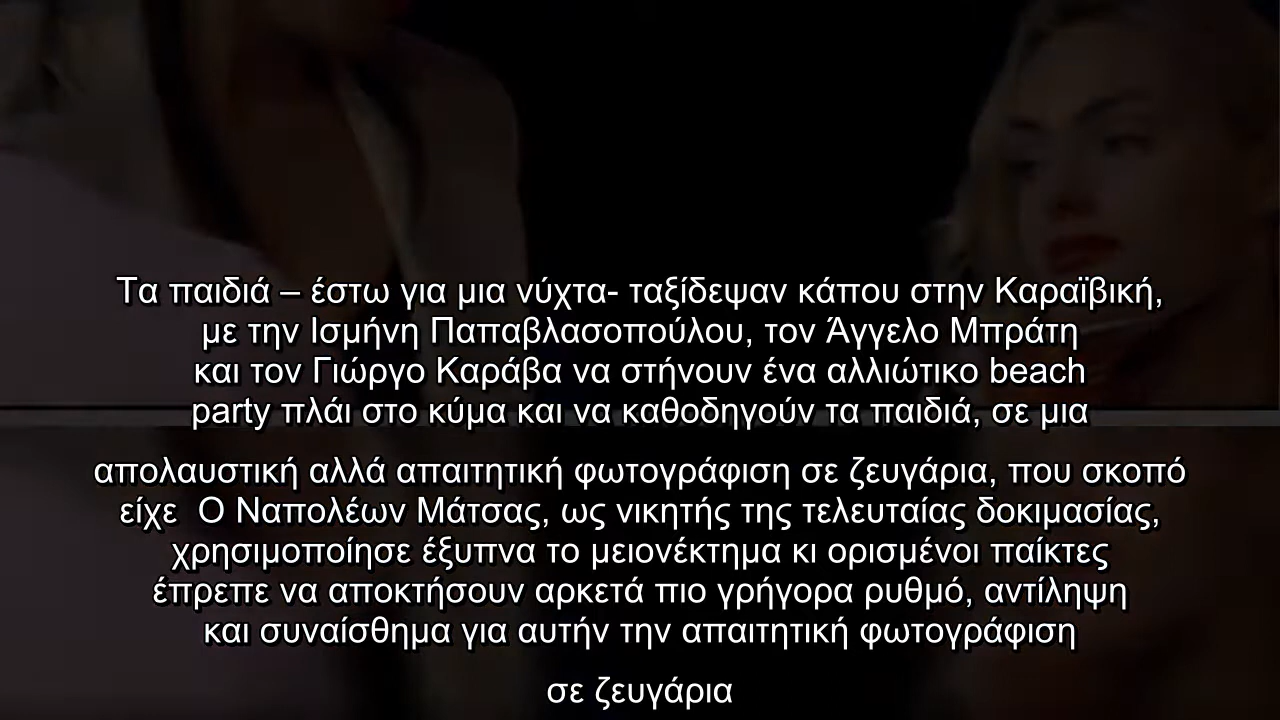 Τα παιδιά – έστω για μια νύχτα- ταξίδεψαν κάπου στην Καραϊβική,
με την Ισμήνη Παπαβλασοπούλου, τον Άγγελο Μπράτη
και τον Γιώργο Καράβα να στήνουν ένα αλλιώτικο beach
party πλάι στο κύμα και να καθοδηγούν τα παιδιά, σε μια
απολαυστική αλλά απαιτητική φωτογράφιση σε ζευγάρια, που σκοπό
είχε  Ο Ναπολέων Μάτσας, ως νικητής της τελευταίας δοκιμασίας,
χρησιμοποίησε έξυπνα το μειονέκτημα κι ορισμένοι παίκτες
έπρεπε να αποκτήσουν αρκετά πιο γρήγορα ρυθμό, αντίληψη
και συναίσθημα για αυτήν την απαιτητική φωτογράφιση
σε ζευγάρια